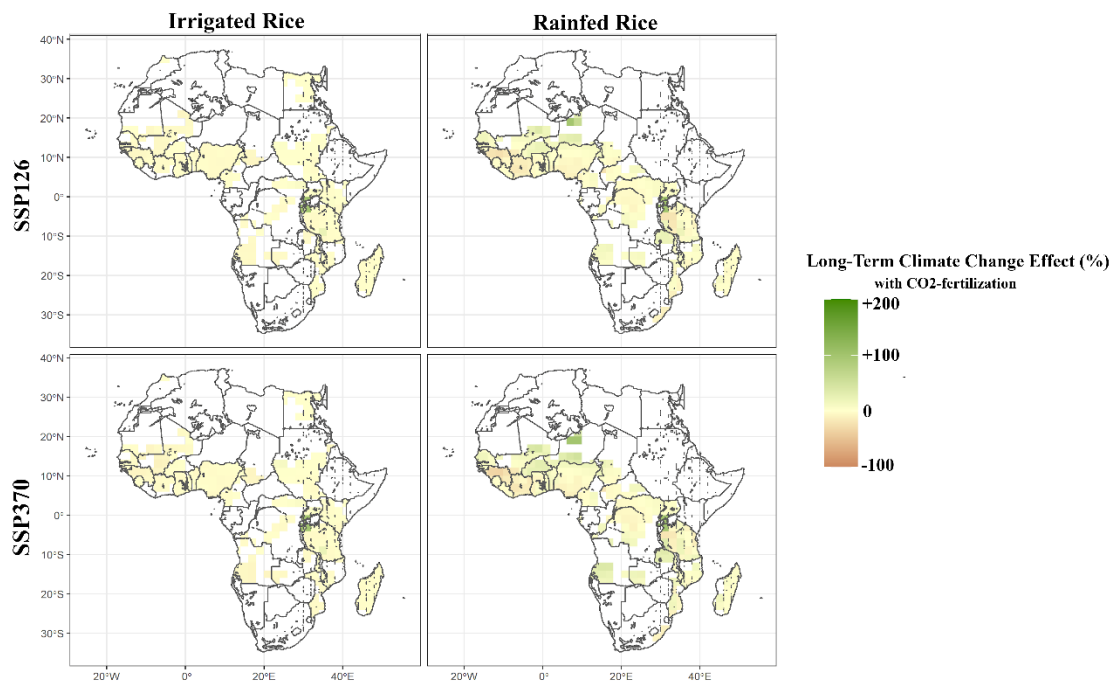 Irrigated Rice
Rainfed Rice
SSP126
40°N
30°N
20°N
10°N
0°
10°S
20°S
30°S
SSP370
40°N
30°N
20°N
10°N
0°
10°S
20°S
30°S
20°W
0°
20°E
40°E
20°W
0°
20°E
40°E
Long-Term Climate Change Effect (%)
with CO2-fertilization
+200
+100
0
-100